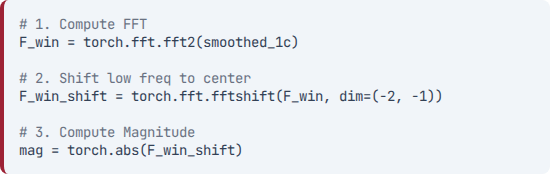 # 1. Compute FFT
F_win = torch.fft.fft2(smoothed_1c)
# 2. Shift low freq to center
F_win_shift = torch.fft.fftshift(F_win, dim=(-2, -1))
# 3. Compute Magnitude
mag = torch.abs(F_win_shift)